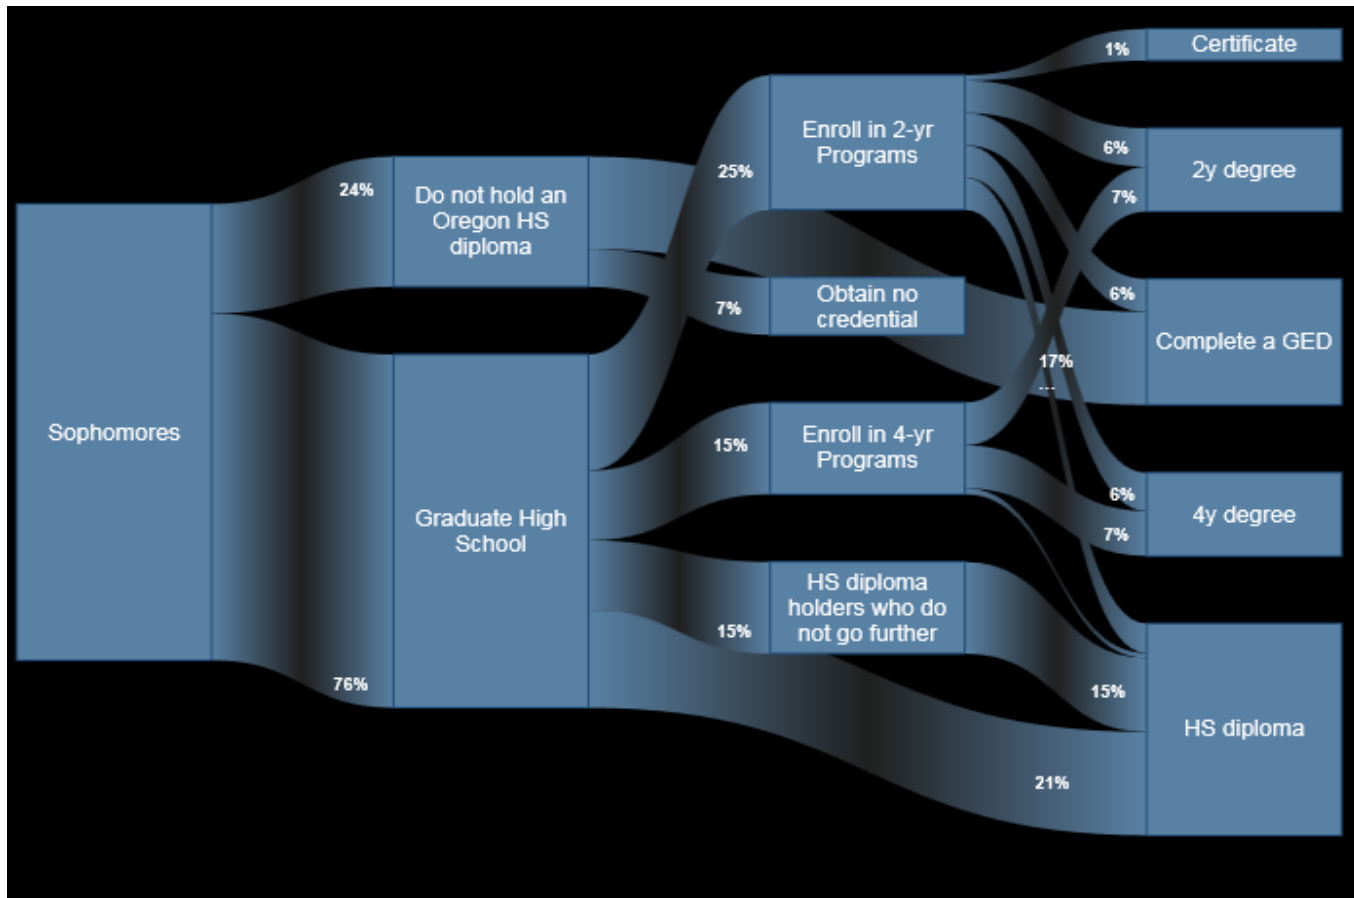 Sophomores
24%
76%
Do not hold an
Oregon HS
diploma
Graduate High
School
25%
7%
15%
15%
Enroll in 2-yr
Programs
Obtain no
credential
Enroll in 4-yr
Programs
HS diploma
holders who do
not go further
1%
6%
7%
6%
17%
...
6%
7%
15%
21%
Certificate
2y degree
Complete a GED
4y degree
HS diploma